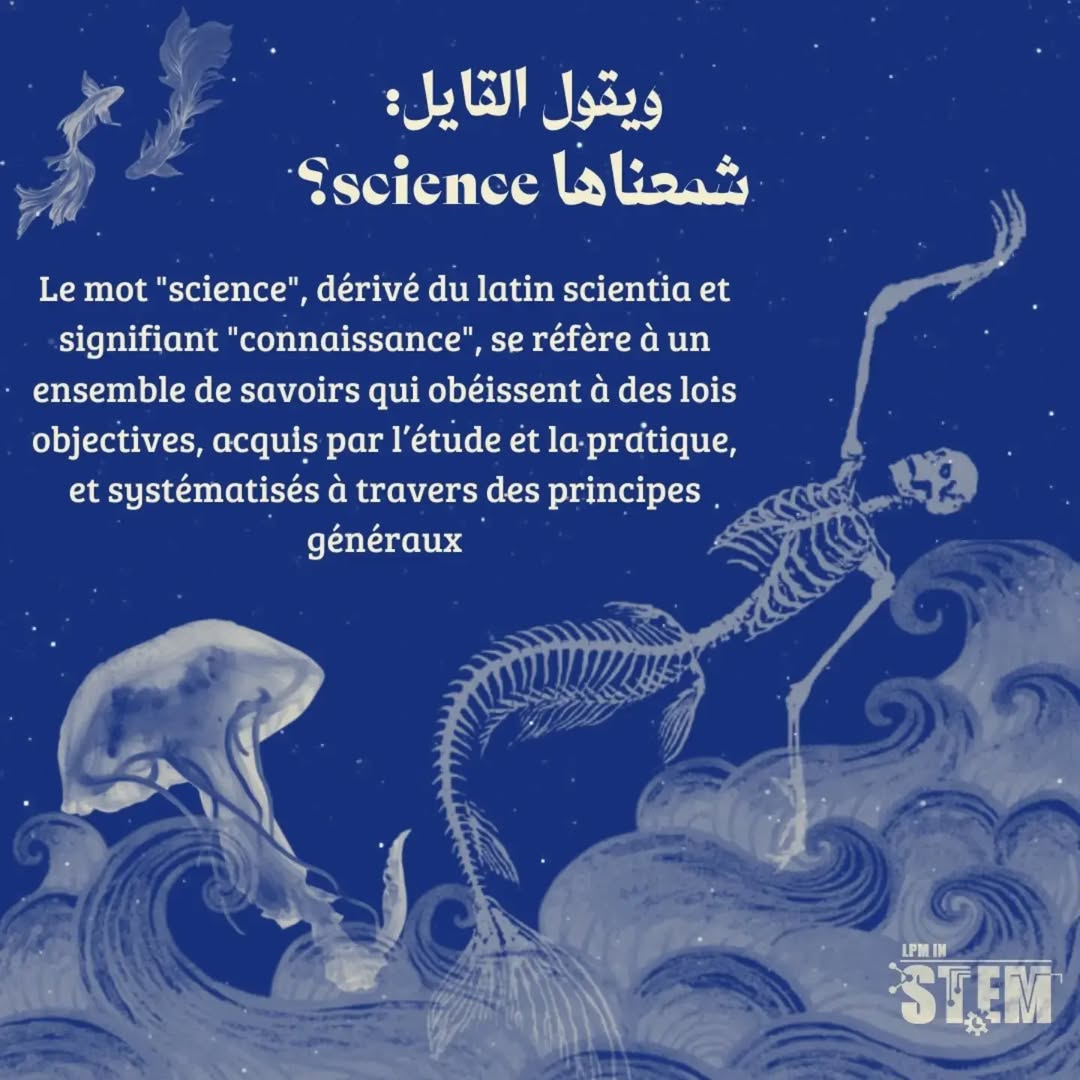 ويقول القايل:
شمعناها science؟
Le mot "science", dérivé du latin scientia et
signifiant "connaissance", se réfère à un
ensemble de savoirs qui obéissent à des lois
objectives, acquis par l’étude et la pratique,
et systématisés à travers des principes
généraux
LPM IN
STEM